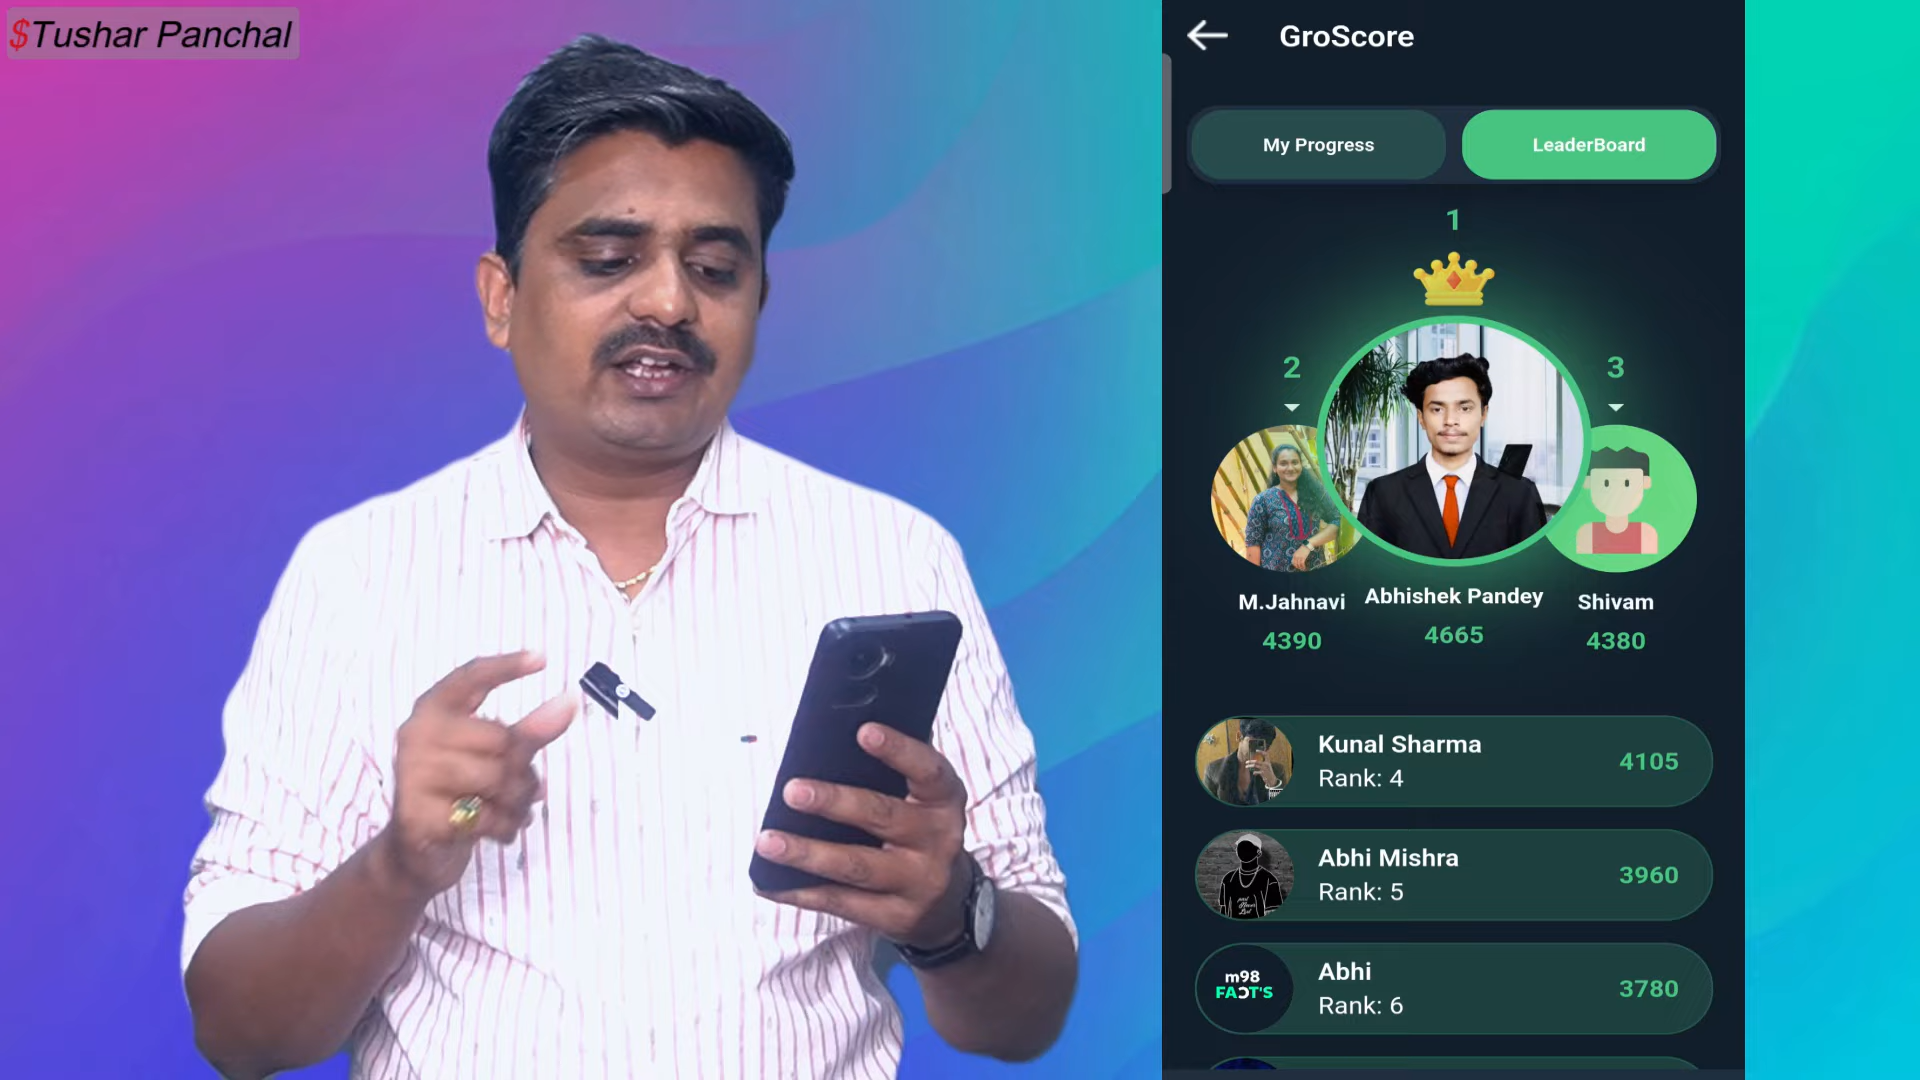 $Tushar Panchal
GroScore
My Progress
LeaderBoard
1
2
3
M.Jahnavi
Abhishek Pandey
Shivam
4390
4665
4380
Kunal Sharma
Rank: 4
4105
Abhi Mishra
Rank: 5
3960
m98
FACT'S
Abhi
Rank: 6
3780